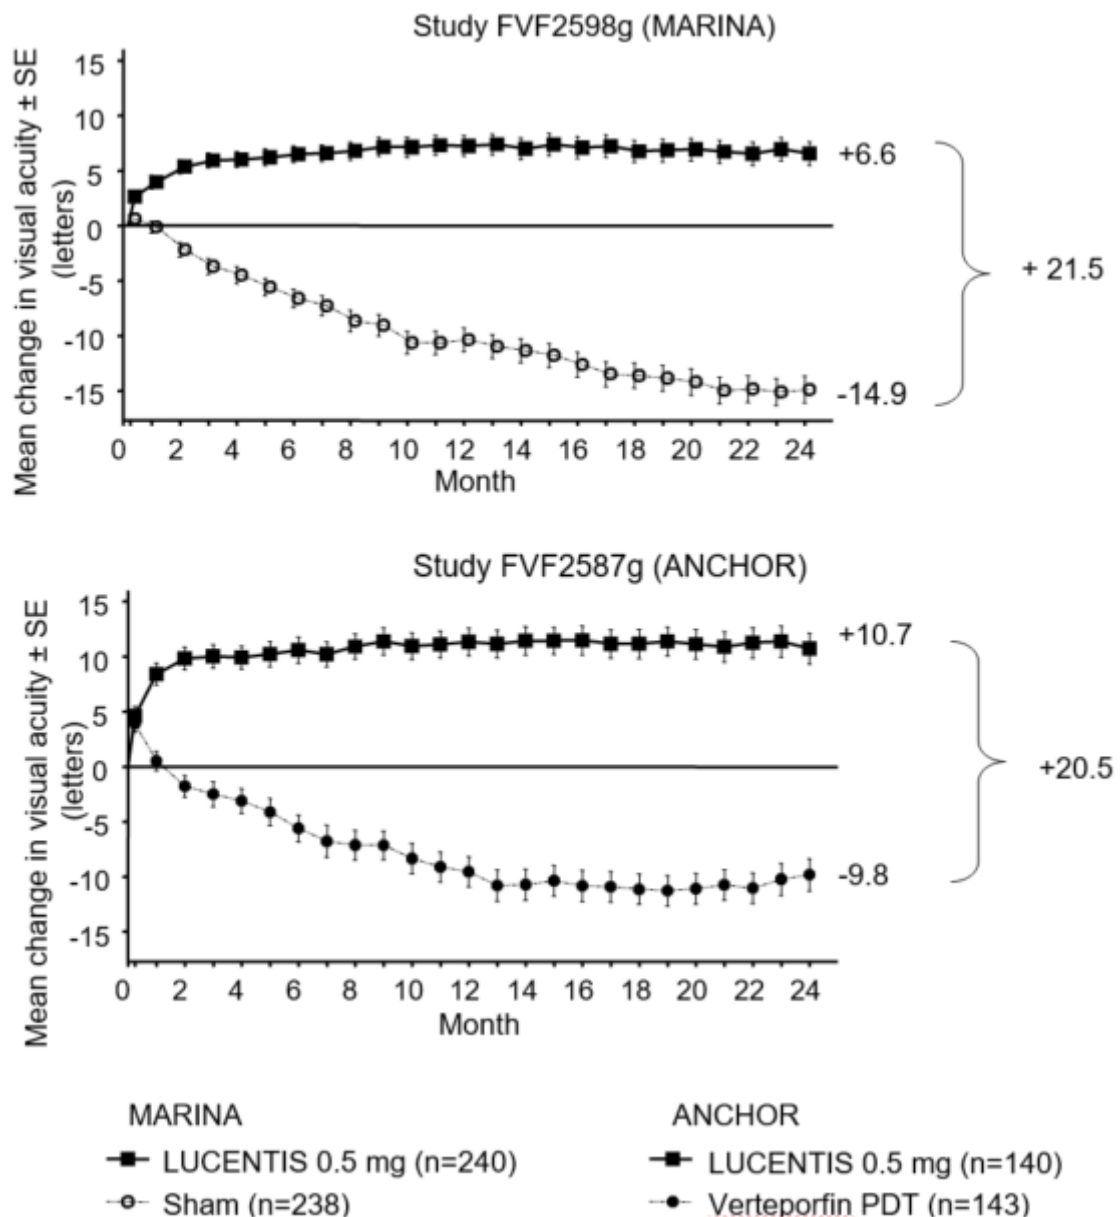 Study FVF2598g (MARINA)
Mean change in visual acuity ± SE
(letters)
15
10
5
0
-5
-10
-15
+6.6
-14.9
+ 21.5
0 2 4 6 8 10 12 14 16 18 20 22 24
Month
Study FVF2587g (ANCHOR)
Mean change in visual acuity ± SE
(letters)
15
10
5
0
-5
-10
-15
+10.7
-9.8
+20.5
0 2 4 6 8 10 12 14 16 18 20 22 24
Month
MARINA
LUCENTIS 0.5 mg (n=240)
Sham (n=238)
ANCHOR
LUCENTIS 0.5 mg (n=140)
Verteporfin PDT (n=143)